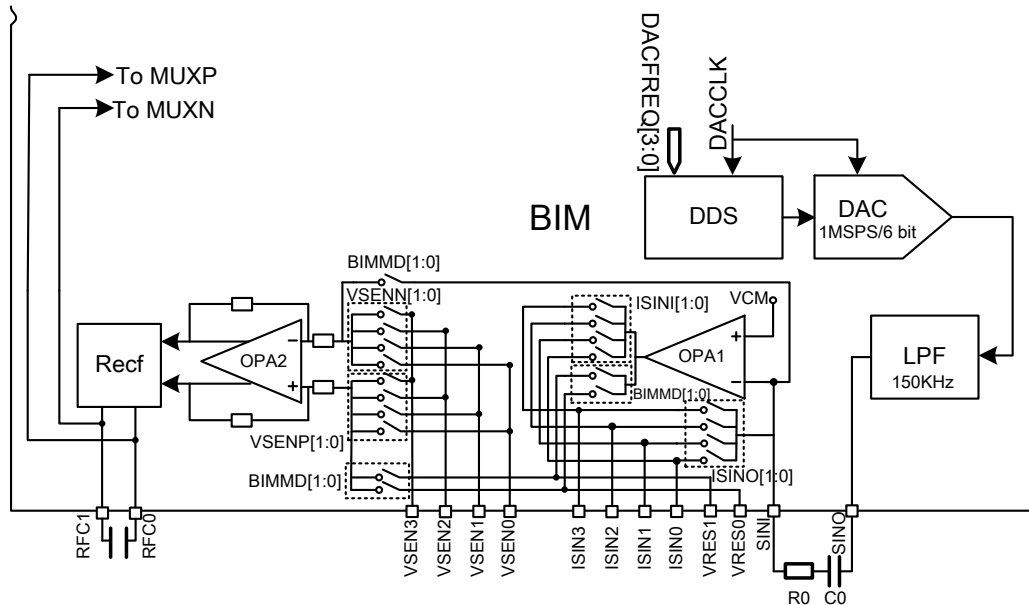 To MUXP
To MUXN
DACFREQ[3:0]
DACCLK
BIM
DDS
DAC
1MSPS/6 bit
BIMMD[1:0]
VSENN[1:0]
ISINI[1:0]
VCM
Recf
OPA2
−
+
OPA1
+
−
LPF
150KHz
BIMMD[1:0]
VSENP[1:0]
BIMMD[1:0]
ISINO[1:0]
RFC1
RFC0
VSEN3
VSEN2
VSEN1
VSEN0
ISIN3
ISIN2
ISIN1
ISIN0
VRES1
VRES0
SINI
SINO
R0
C0